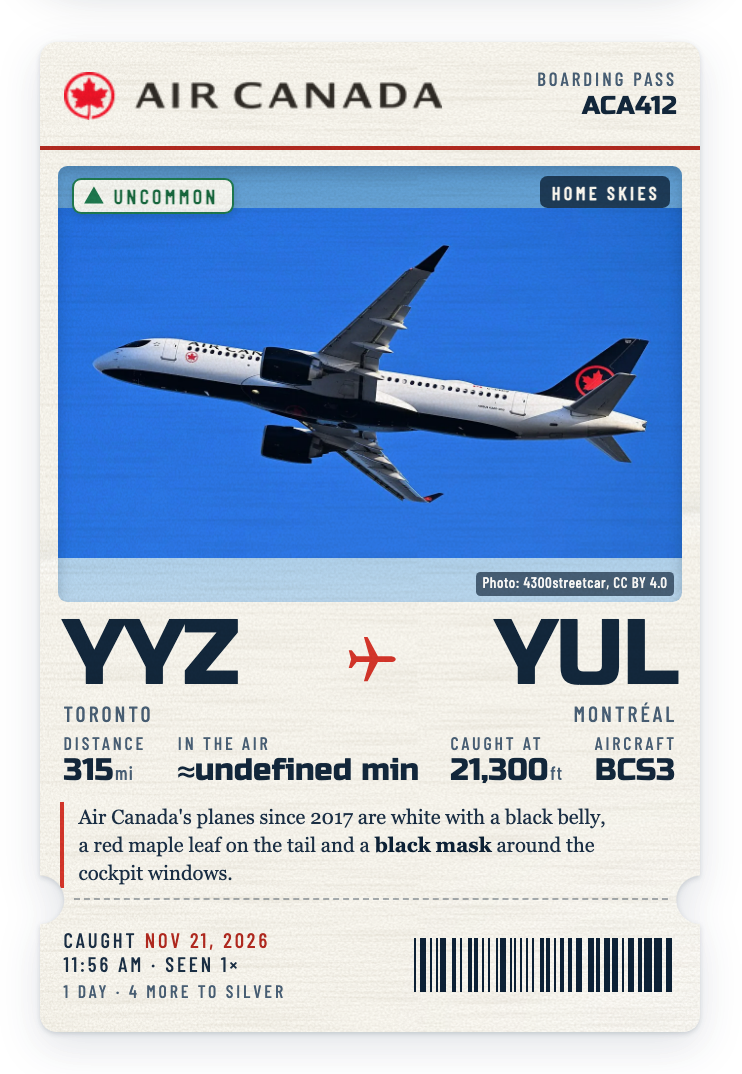 AIR CANADA
BOARDING PASS
ACA412
▲ UNCOMMON
HOME SKIES
AIR CAN
Photo: 4300streetcar, CC BY 4.0
YYZ
YUL
TORONTO
MONTRÉAL
DISTANCE
315mi
IN THE AIR
≈undefined min
CAUGHT AT
21,300ft
AIRCRAFT
BCS3
Air Canada's planes since 2017 are white with a black belly,
a red maple leaf on the tail and a black mask around the
cockpit windows.
CAUGHT NOV 21, 2026
11:56 AM · SEEN 1×
1 DAY · 4 MORE TO SILVER